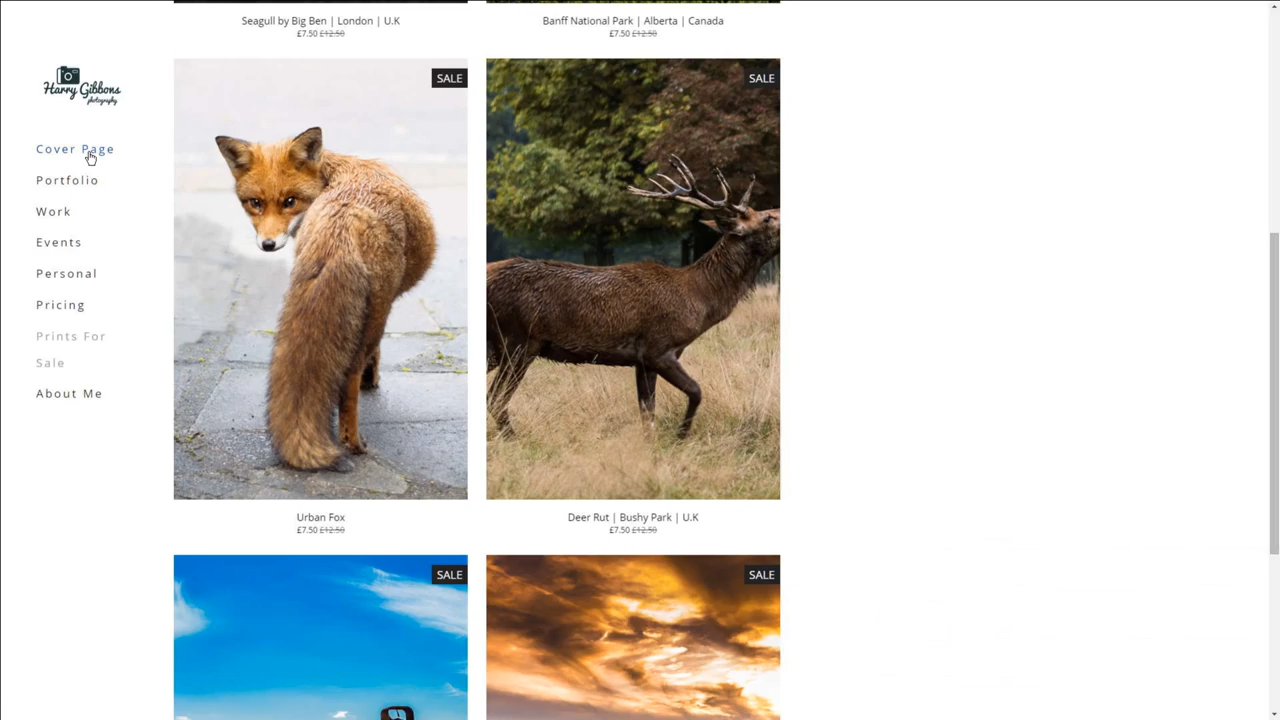 Seagull by Big Ben | London | U.K
£7.50 £12.50
Banff National Park | Alberta | Canada
£7.50 £12.50
Harry Gibbons
photography
Cover Page
Portfolio
Work
Events
Personal
Pricing
Prints For
Sale
About Me
SALE
SALE
Urban Fox
£7.50 £12.50
Deer Rut | Bushy Park | U.K
£7.50 £12.50
SALE
SALE